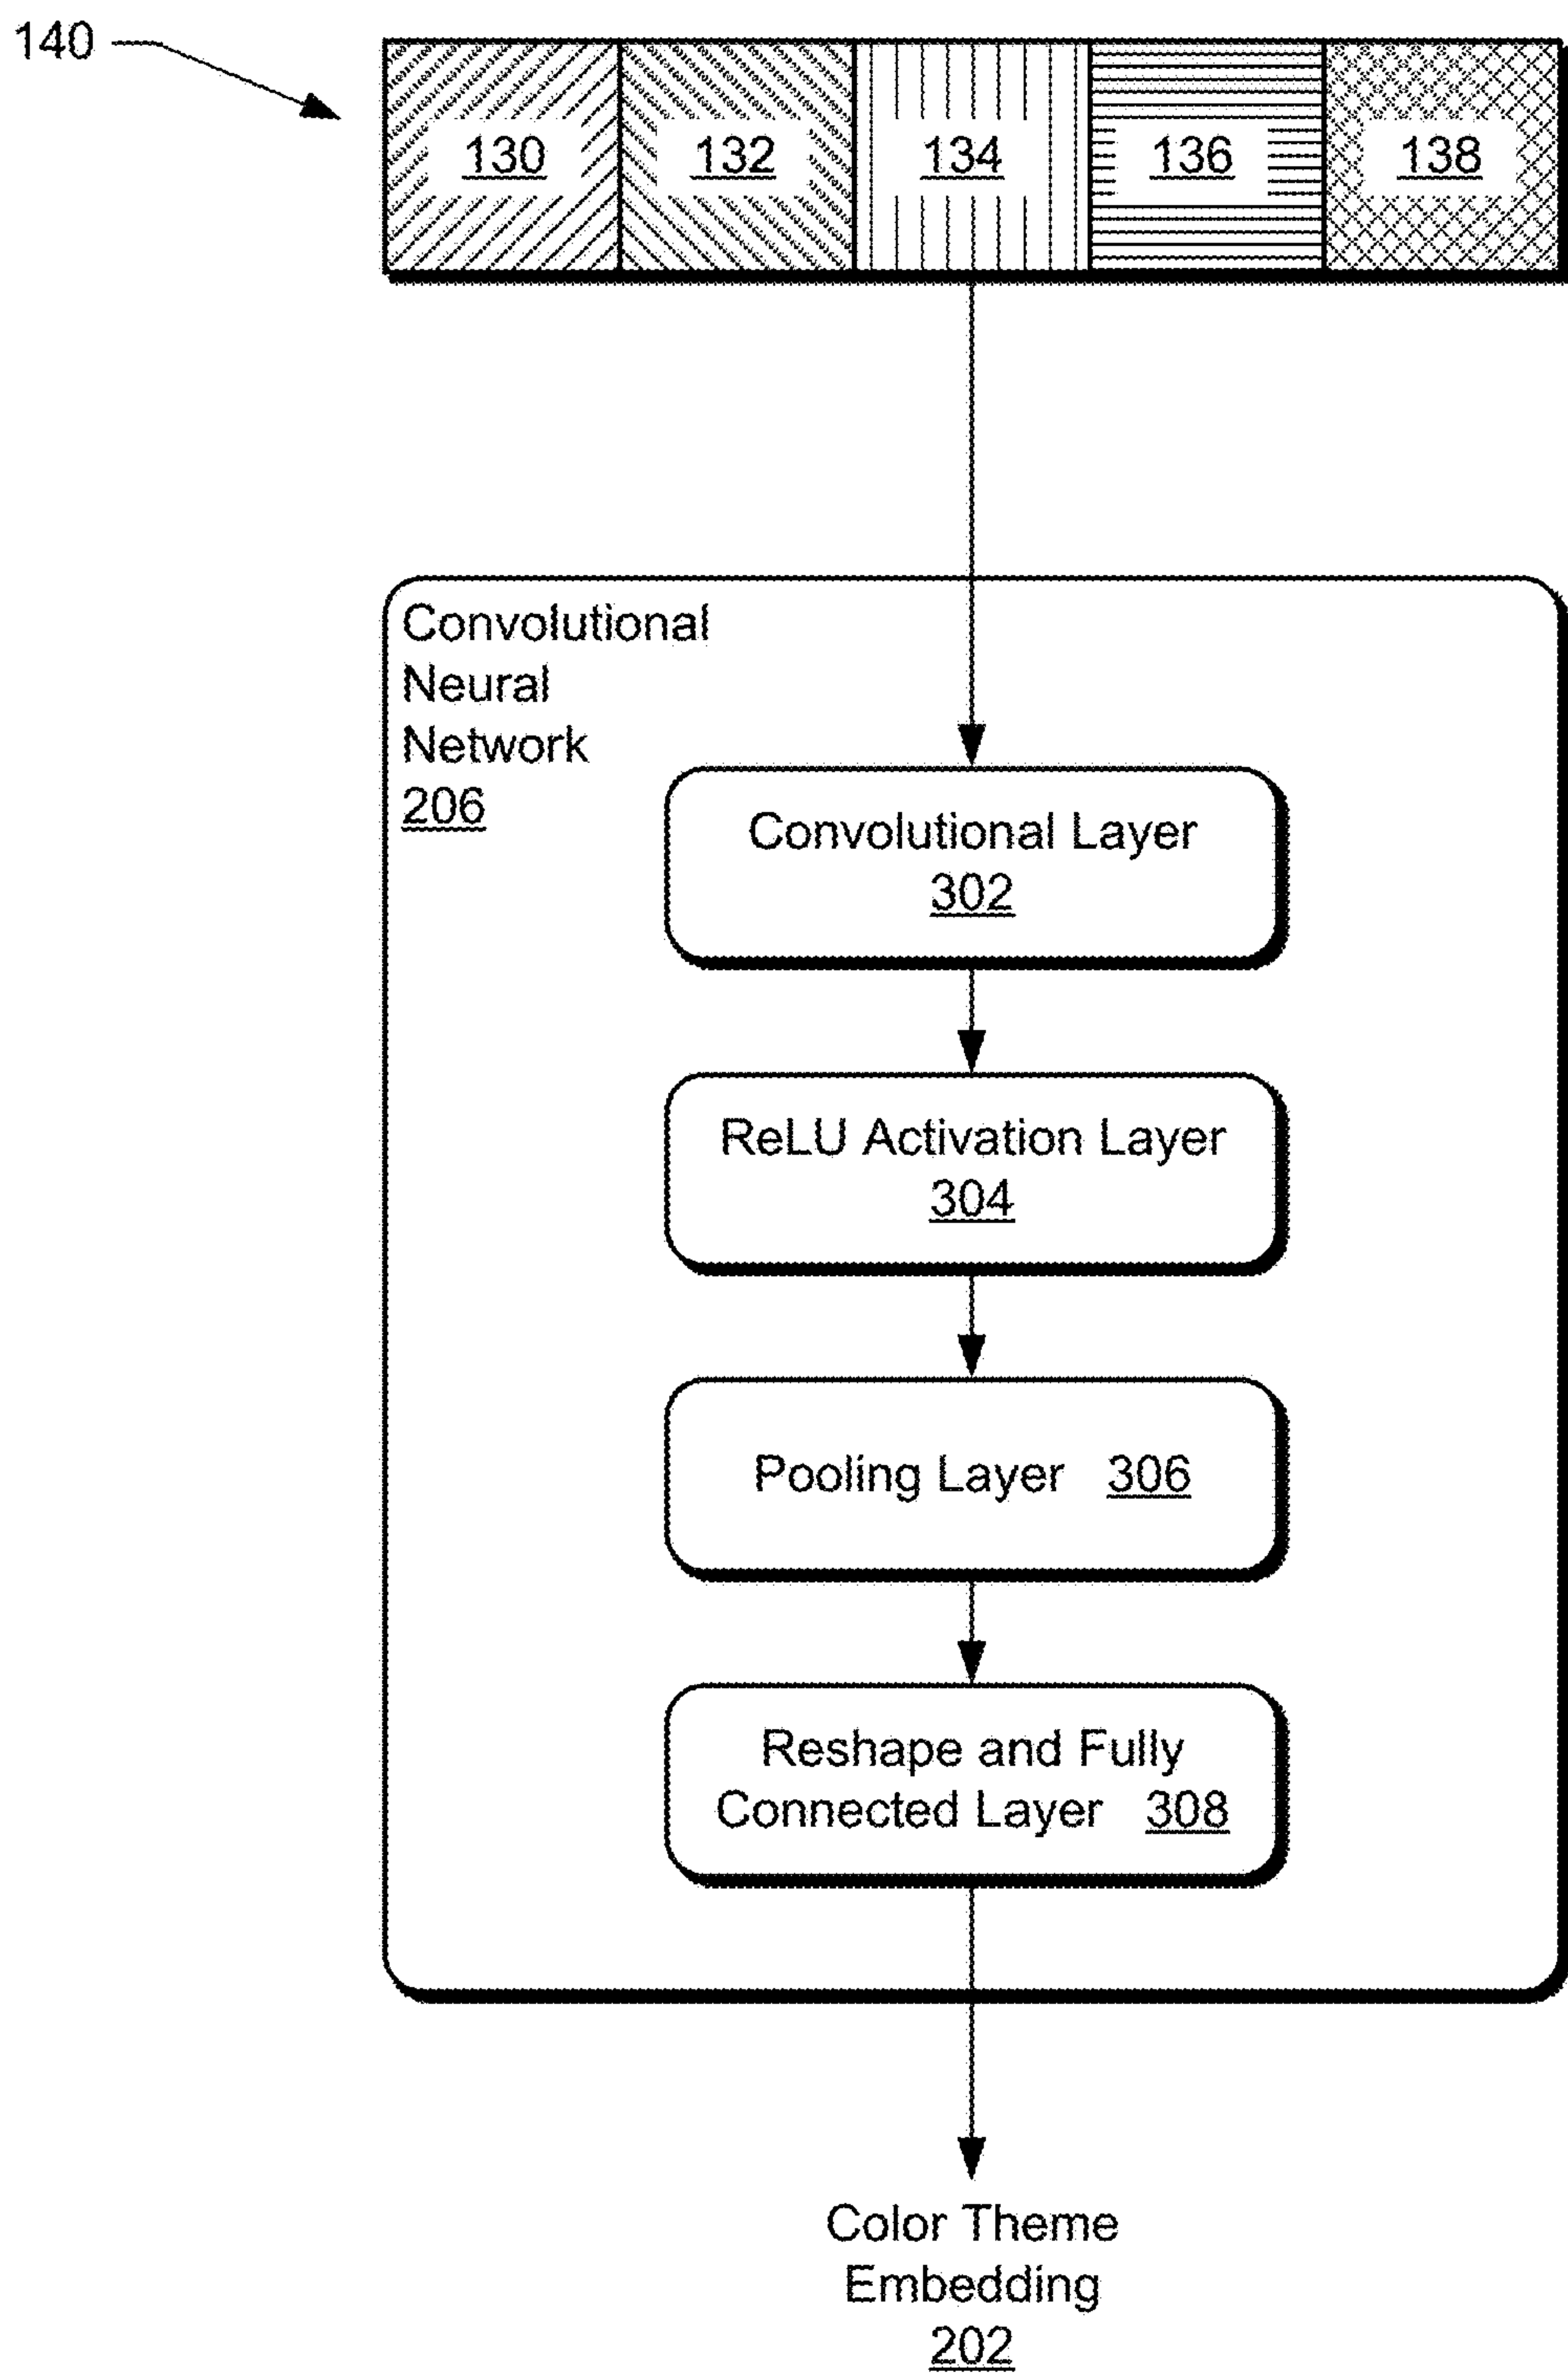 140
130 132 134 136 138
Convolutional
Neural
Network
206
Convolutional Layer
302
ReLU Activation Layer
304
Pooling Layer 306
Reshape and Fully
Connected Layer 308
Color Theme
Embedding
202